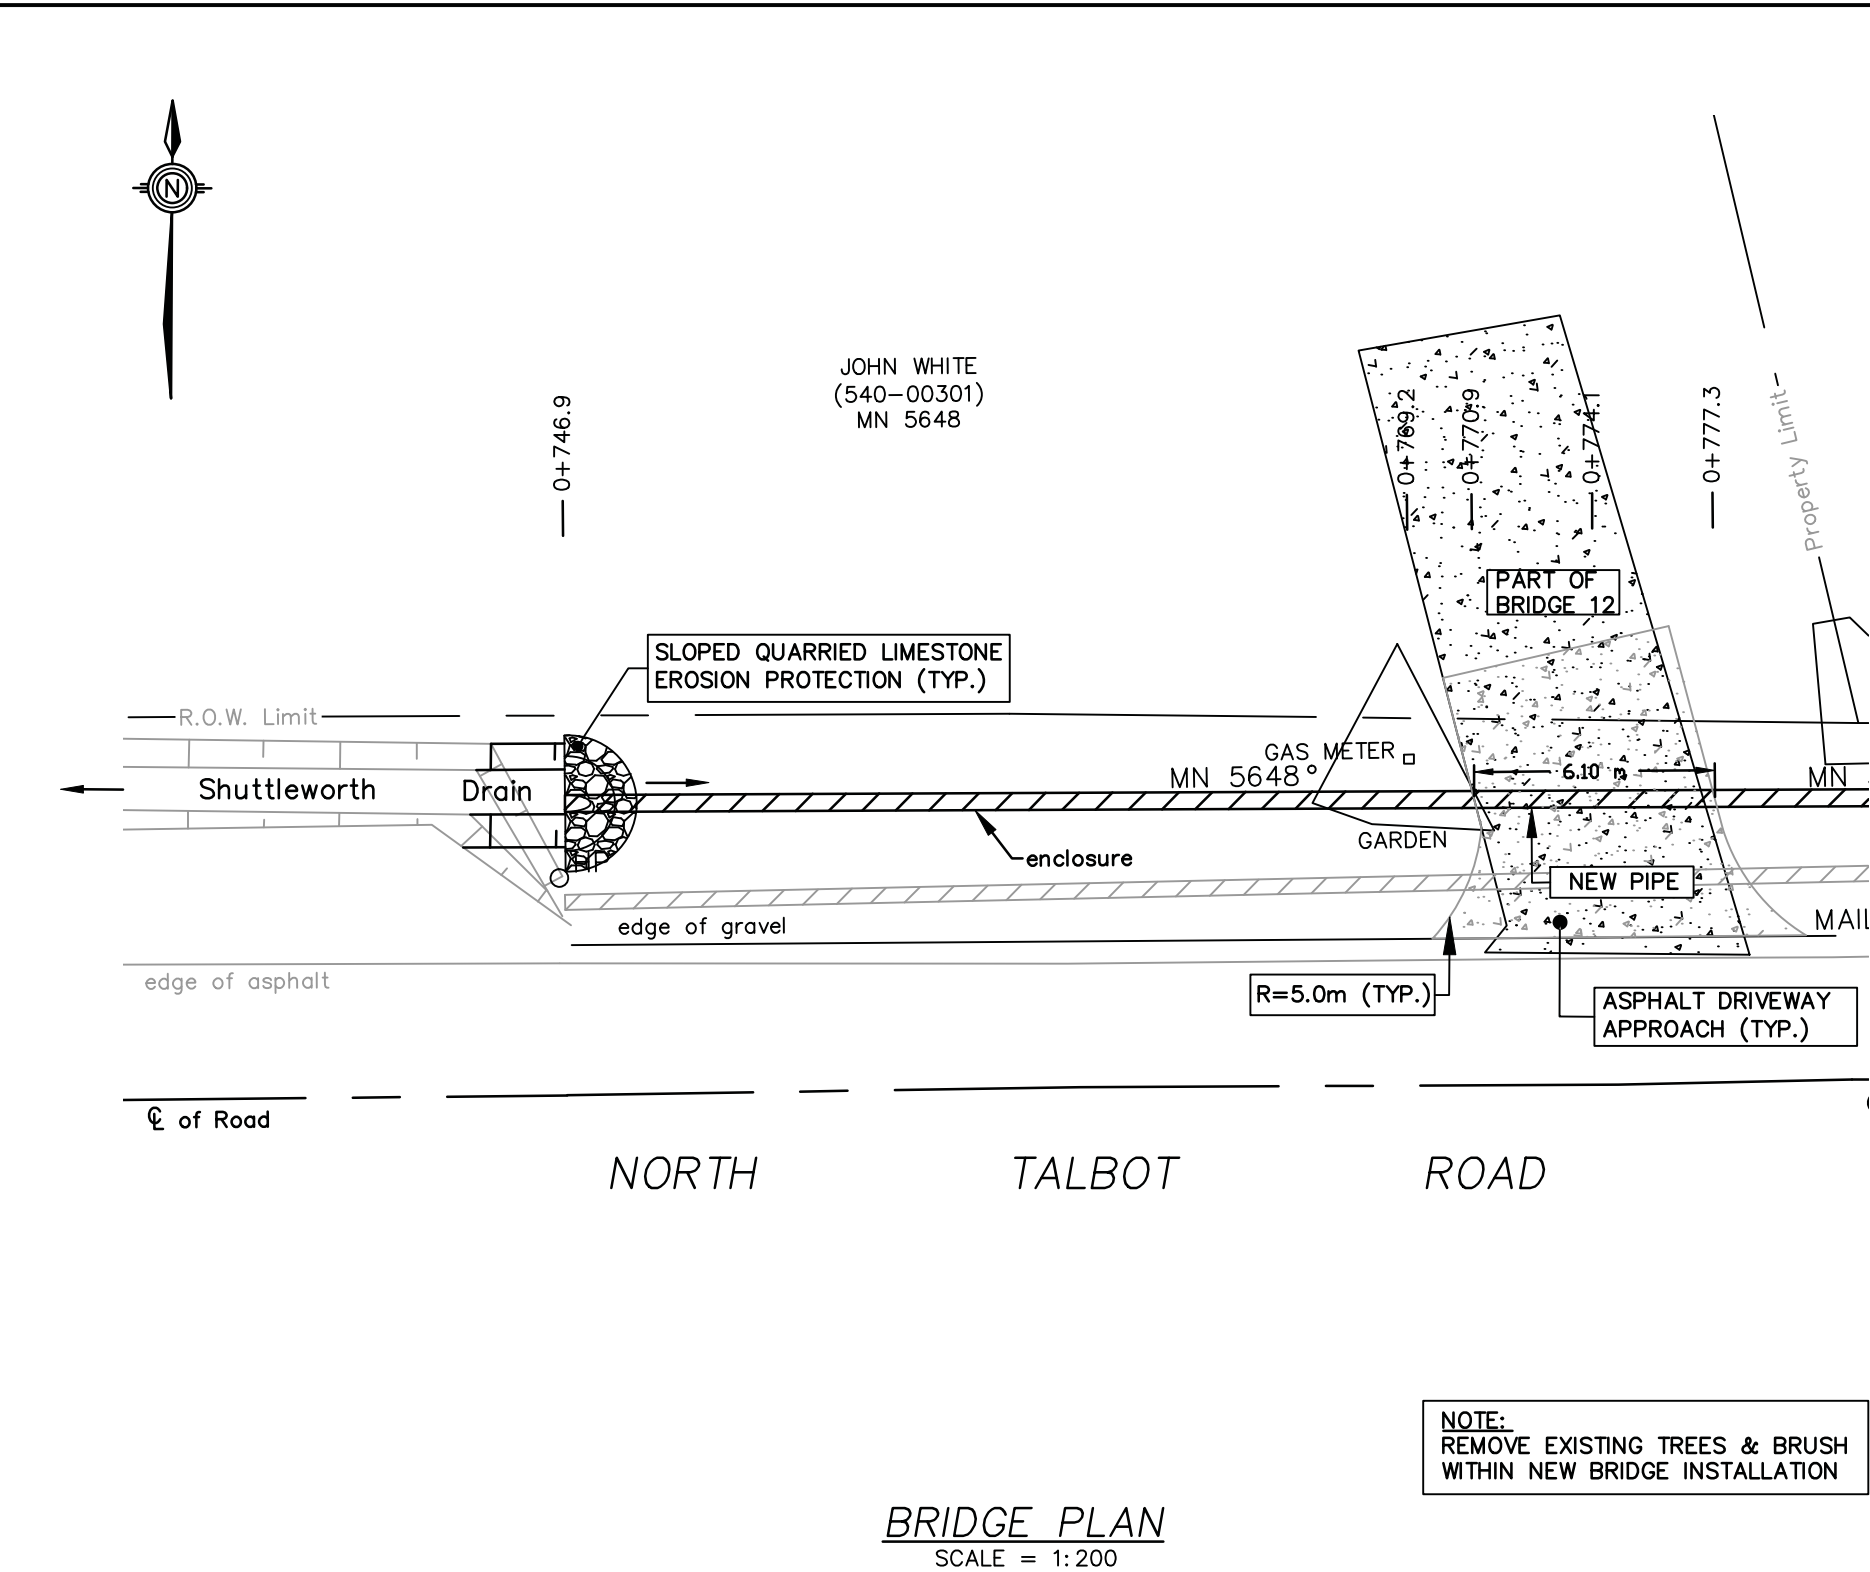 N
JOHN WHITE
(540-00301)
MN 5648
0+746.9
0+769.2
0+770.9
0+774.1
0+777.3
Property Limit
PART OF
BRIDGE 12
SLOPED QUARRIED LIMESTONE
EROSION PROTECTION (TYP.)
R.O.W. Limit
GAS METER
MN 5648°
6.10 m
MN
Shuttleworth Drain
HP
GARDEN
enclosure
NEW PIPE
edge of gravel
MAIL
edge of asphalt
R=5.0m (TYP.)
ASPHALT DRIVEWAY
APPROACH (TYP.)
℄ of Road
NORTH TALBOT ROAD
NOTE:
REMOVE EXISTING TREES & BRUSH
WITHIN NEW BRIDGE INSTALLATION
BRIDGE PLAN
SCALE = 1:200